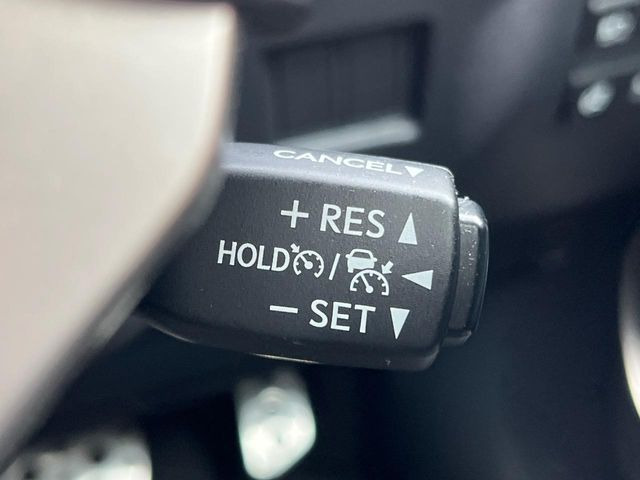 CANCEL▼
+ RES ▲
HOLD / ◀
− SET ▼